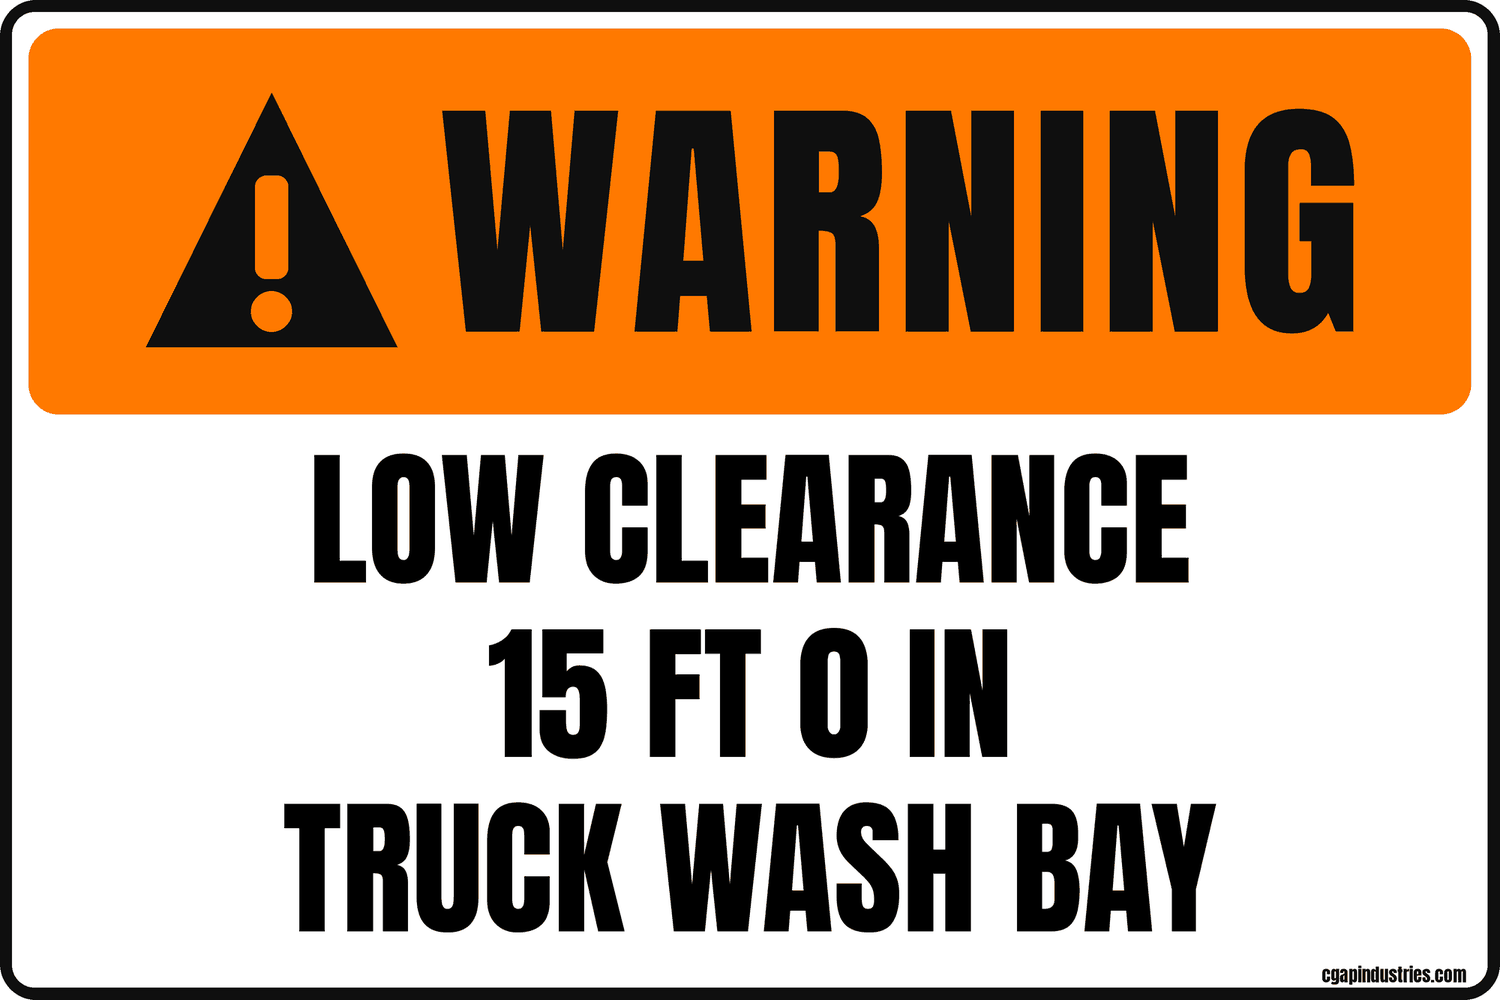 WARNING
LOW CLEARANCE
15 FT 0 IN
TRUCK WASH BAY
cgapindustries.com